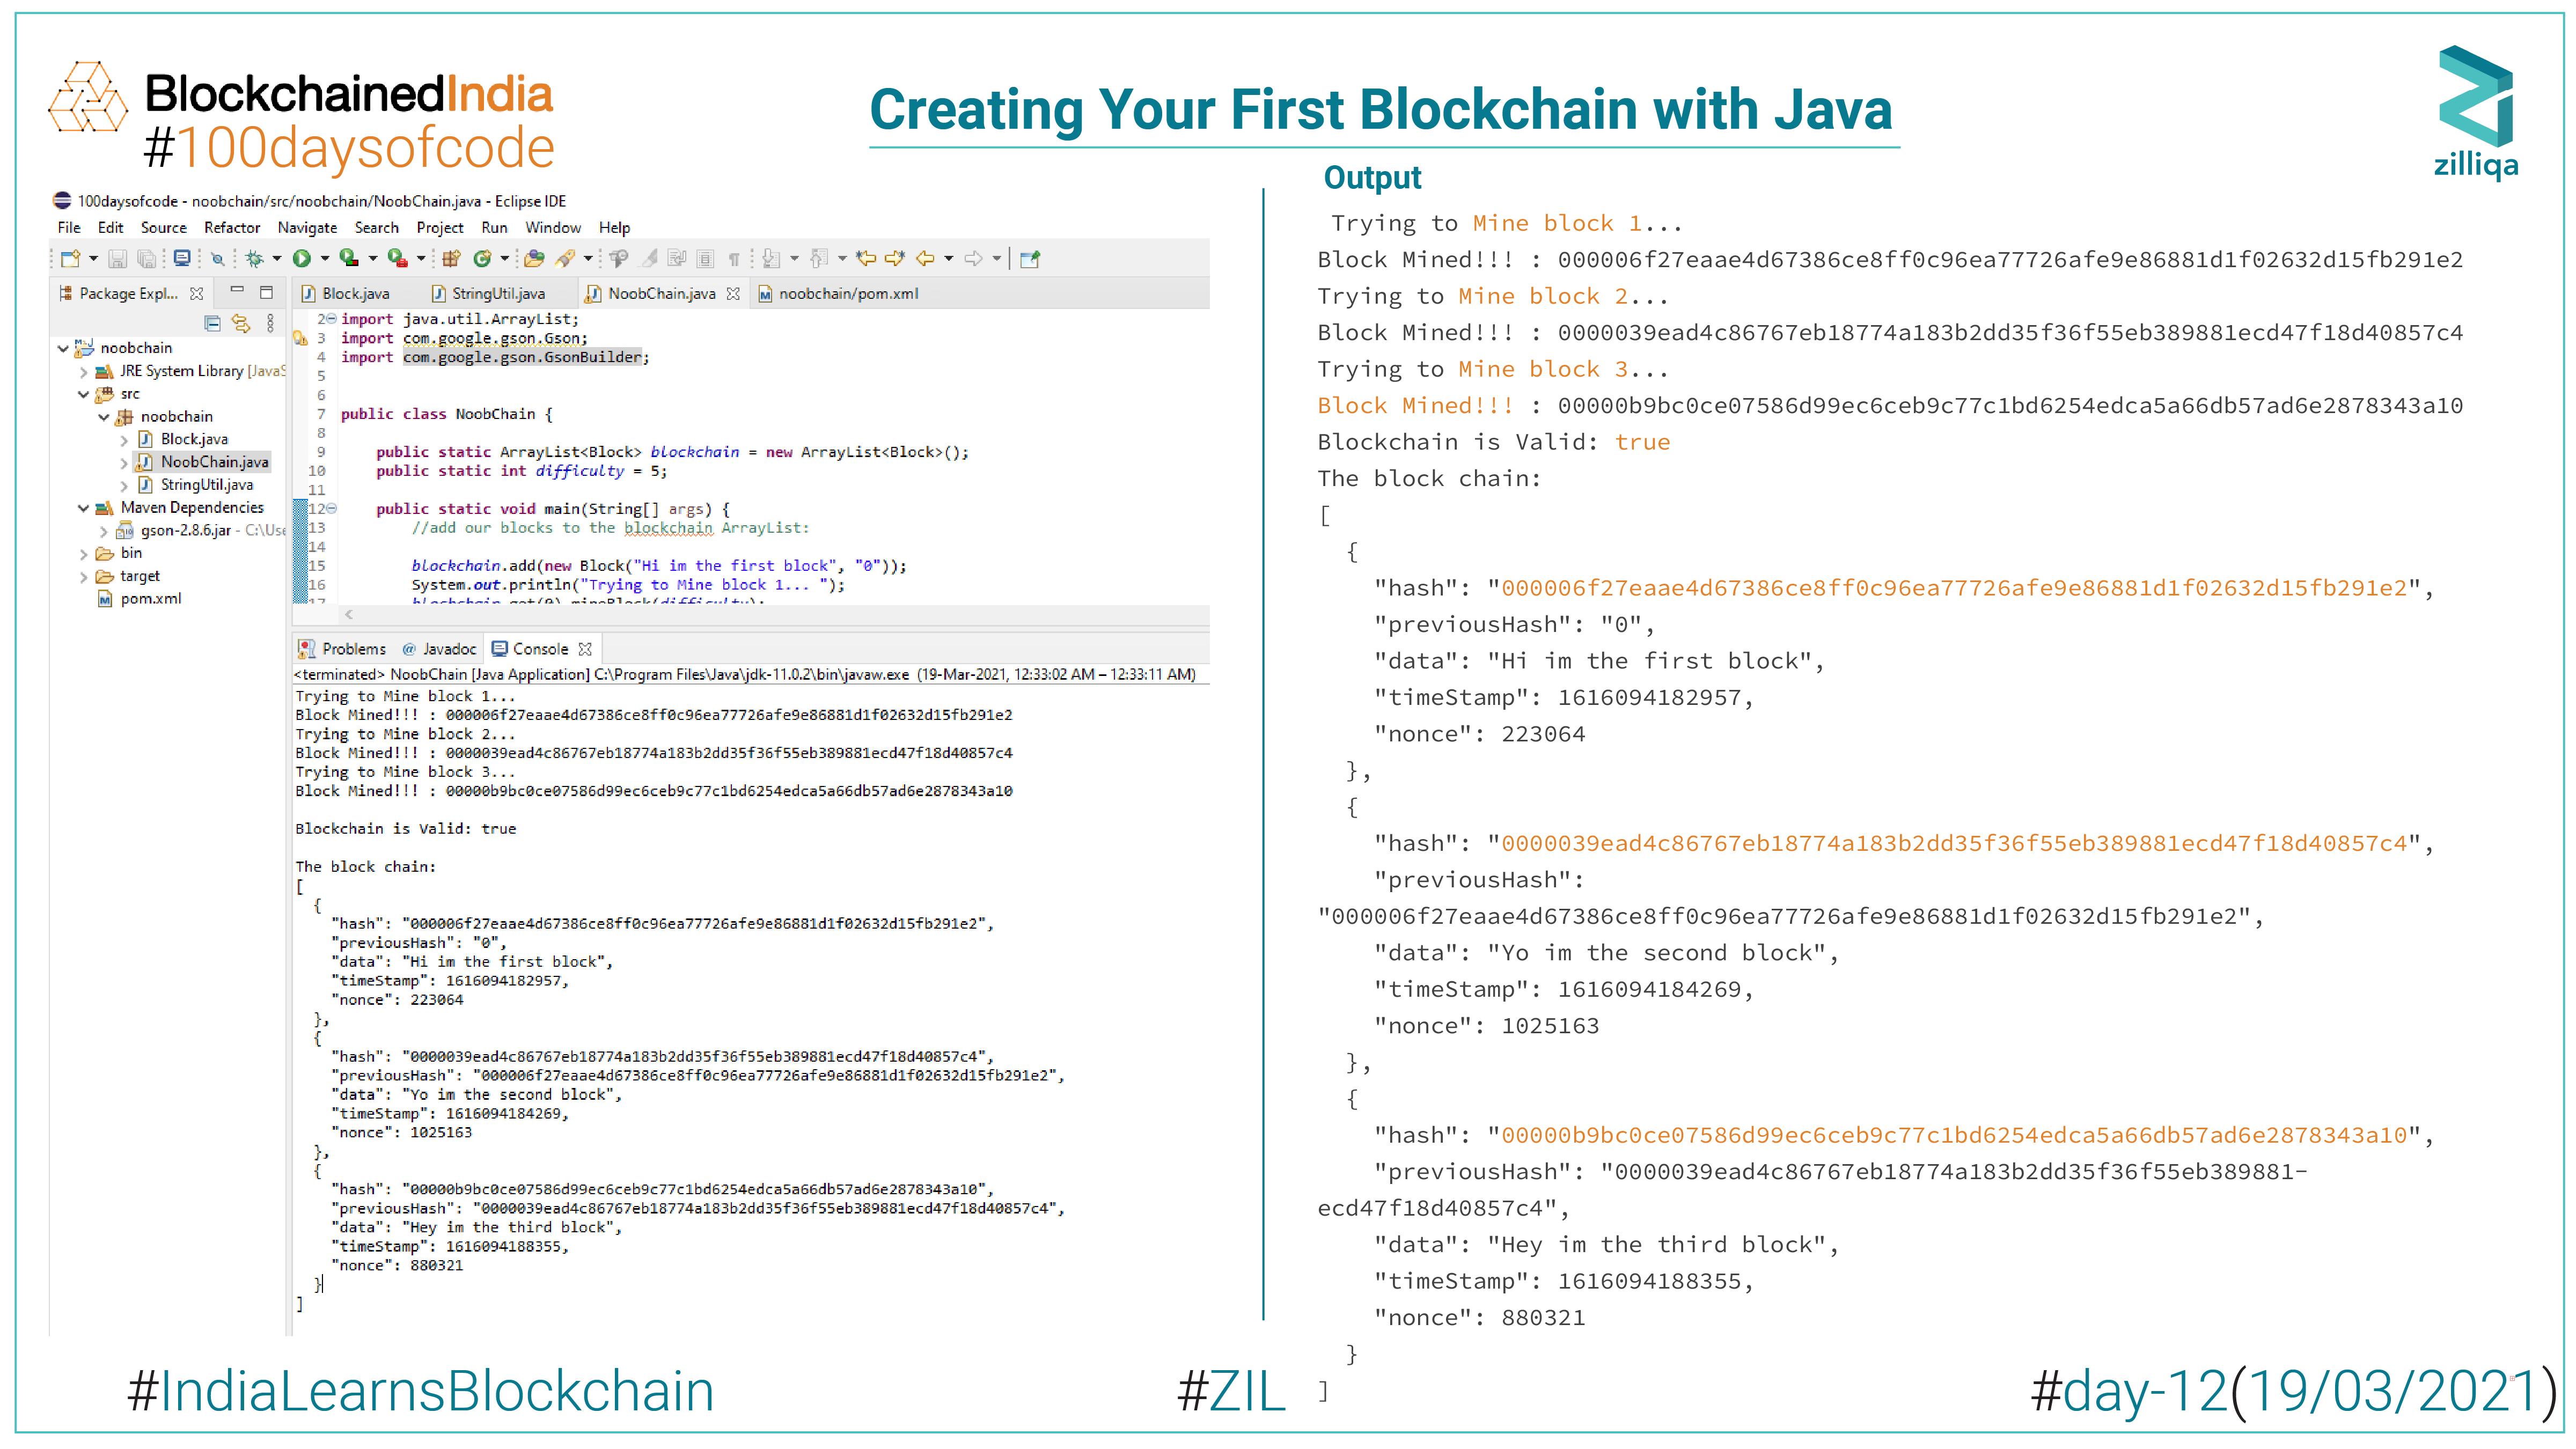 BlockchainedIndia
#100daysofcode
Creating Your First Blockchain with Java
zilliqa
100daysofcode - noobchain/src/noobchain/NoobChain.java - Eclipse IDE
File Edit Source Refactor Navigate Search Project Run Window Help
Package Expl...
noobchain
JRE System Library [JavaS
src
noobchain
Block.java
NoobChain.java
StringUtil.java
Maven Dependencies
gson-2.8.6.jar - C:\Use
bin
target
pom.xml
Block.java StringUtil.java NoobChain.java noobchain/pom.xml
2 import java.util.ArrayList;
3 import com.google.gson.Gson;
4 import com.google.gson.GsonBuilder;
5
6
7 public class NoobChain {
8
9 public static ArrayList<Block> blockchain = new ArrayList<Block>();
10 public static int difficulty = 5;
11
12 public static void main(String[] args) {
13 //add our blocks to the blockchain ArrayList:
14
15 blockchain.add(new Block("Hi im the first block", "0"));
16 System.out.println("Trying to Mine block 1... ");
17 blockchain.get(0).mineBlock(difficulty);
Problems @ Javadoc Console
<terminated> NoobChain [Java Application] C:\Program Files\Java\jdk-11.0.2\bin\javaw.exe (19-Mar-2021, 12:33:02 AM – 12:33:11 AM)
Trying to Mine block 1...
Block Mined!!! : 000006f27eaae4d67386ce8ff0c96ea77726afe9e86881d1f02632d15fb291e2
Trying to Mine block 2...
Block Mined!!! : 0000039ead4c86767eb18774a183b2dd35f36f55eb389881ecd47f18d40857c4
Trying to Mine block 3...
Block Mined!!! : 00000b9bc0ce07586d99ec6ceb9c77c1bd6254edca5a66db57ad6e2878343a10
Blockchain is Valid: true
The block chain:
[
{
"hash": "000006f27eaae4d67386ce8ff0c96ea77726afe9e86881d1f02632d15fb291e2",
"previousHash": "0",
"data": "Hi im the first block",
"timeStamp": 1616094182957,
"nonce": 223064
},
{
"hash": "0000039ead4c86767eb18774a183b2dd35f36f55eb389881ecd47f18d40857c4",
"previousHash": "000006f27eaae4d67386ce8ff0c96ea77726afe9e86881d1f02632d15fb291e2",
"data": "Yo im the second block",
"timeStamp": 1616094184269,
"nonce": 1025163
},
{
"hash": "00000b9bc0ce07586d99ec6ceb9c77c1bd6254edca5a66db57ad6e2878343a10",
"previousHash": "0000039ead4c86767eb18774a183b2dd35f36f55eb389881ecd47f18d40857c4",
"data": "Hey im the third block",
"timeStamp": 1616094188355,
"nonce": 880321
}
]
Output
Trying to Mine block 1...
Block Mined!!! : 000006f27eaae4d67386ce8ff0c96ea77726afe9e86881d1f02632d15fb291e2
Trying to Mine block 2...
Block Mined!!! : 0000039ead4c86767eb18774a183b2dd35f36f55eb389881ecd47f18d40857c4
Trying to Mine block 3...
Block Mined!!! : 00000b9bc0ce07586d99ec6ceb9c77c1bd6254edca5a66db57ad6e2878343a10
Blockchain is Valid: true
The block chain:
[
{
"hash": "000006f27eaae4d67386ce8ff0c96ea77726afe9e86881d1f02632d15fb291e2",
"previousHash": "0",
"data": "Hi im the first block",
"timeStamp": 1616094182957,
"nonce": 223064
},
{
"hash": "0000039ead4c86767eb18774a183b2dd35f36f55eb389881ecd47f18d40857c4",
"previousHash":
"000006f27eaae4d67386ce8ff0c96ea77726afe9e86881d1f02632d15fb291e2",
"data": "Yo im the second block",
"timeStamp": 1616094184269,
"nonce": 1025163
},
{
"hash": "00000b9bc0ce07586d99ec6ceb9c77c1bd6254edca5a66db57ad6e2878343a10",
"previousHash": "0000039ead4c86767eb18774a183b2dd35f36f55eb389881-
ecd47f18d40857c4",
"data": "Hey im the third block",
"timeStamp": 1616094188355,
"nonce": 880321
}
]
#IndiaLearnsBlockchain
#ZIL
#day-12(19/03/2021)